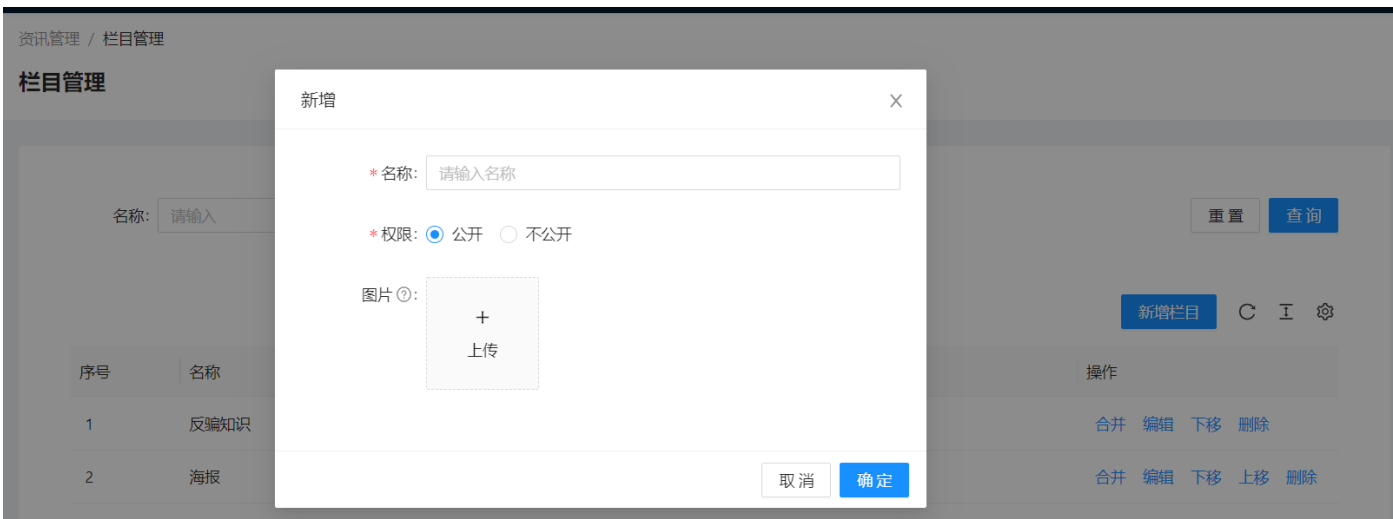 资讯管理 / 栏目管理
栏目管理
新增
*名称: 请输入名称
名称: 请输入
重置 查询
*权限: 公开 不公开
图片?:
+
上传
新增栏目
序号 名称 操作
1 反骗知识 合并 编辑 下移 删除
2 海报 合并 编辑 下移 上移 删除
取消 确定